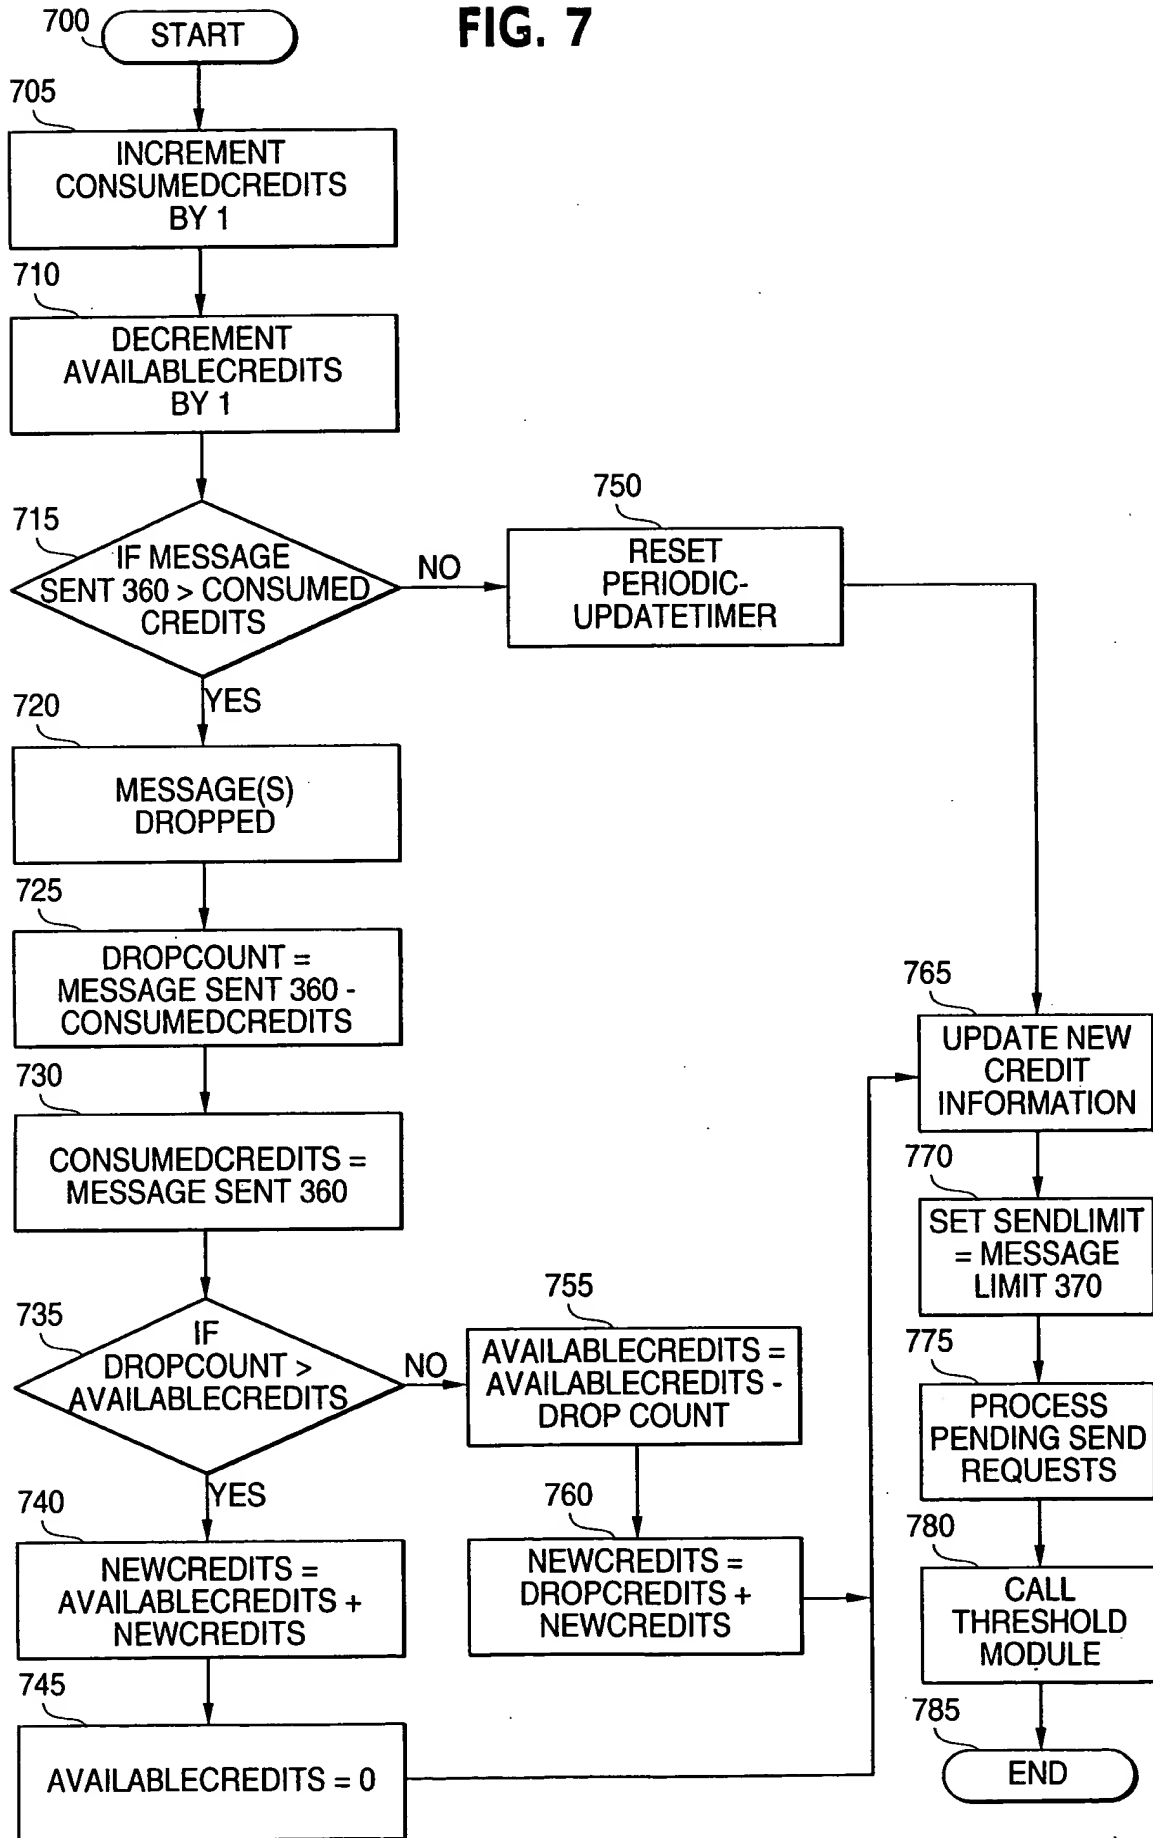 FIG. 7
700
START
705
INCREMENT
CONSUMEDCREDITS
BY 1
710
DECREMENT
AVAILABLECREDITS
BY 1
715
IF MESSAGE
SENT 360 > CONSUMED
CREDITS
NO
YES
750
RESET
PERIODIC-
UPDATETIMER
720
MESSAGE(S)
DROPPED
725
DROPCOUNT =
MESSAGE SENT 360 -
CONSUMEDCREDITS
730
CONSUMEDCREDITS =
MESSAGE SENT 360
735
IF
DROPCOUNT >
AVAILABLECREDITS
NO
YES
755
AVAILABLECREDITS =
AVAILABLECREDITS -
DROP COUNT
760
NEWCREDITS =
DROPCREDITS +
NEWCREDITS
740
NEWCREDITS =
AVAILABLECREDITS +
NEWCREDITS
745
AVAILABLECREDITS = 0
765
UPDATE NEW
CREDIT
INFORMATION
770
SET SENDLIMIT
= MESSAGE
LIMIT 370
775
PROCESS
PENDING SEND
REQUESTS
780
CALL
THRESHOLD
MODULE
785
END